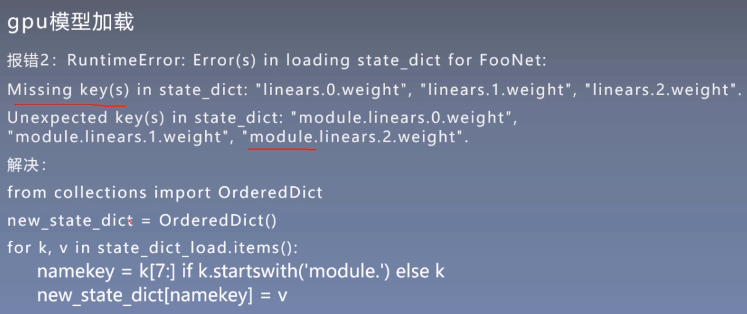 gpu模型加载
报错2：RuntimeError: Error(s) in loading state_dict for FooNet:
Missing key(s) in state_dict: "linears.0.weight", "linears.1.weight", "linears.2.weight".
Unexpected key(s) in state_dict: "module.linears.0.weight",
"module.linears.1.weight", "module.linears.2.weight".
解决：
from collections import OrderedDict
new_state_dict = OrderedDict()
for k, v in state_dict_load.items():
namekey = k[7:] if k.startswith('module.') else k
new_state_dict[namekey] = v